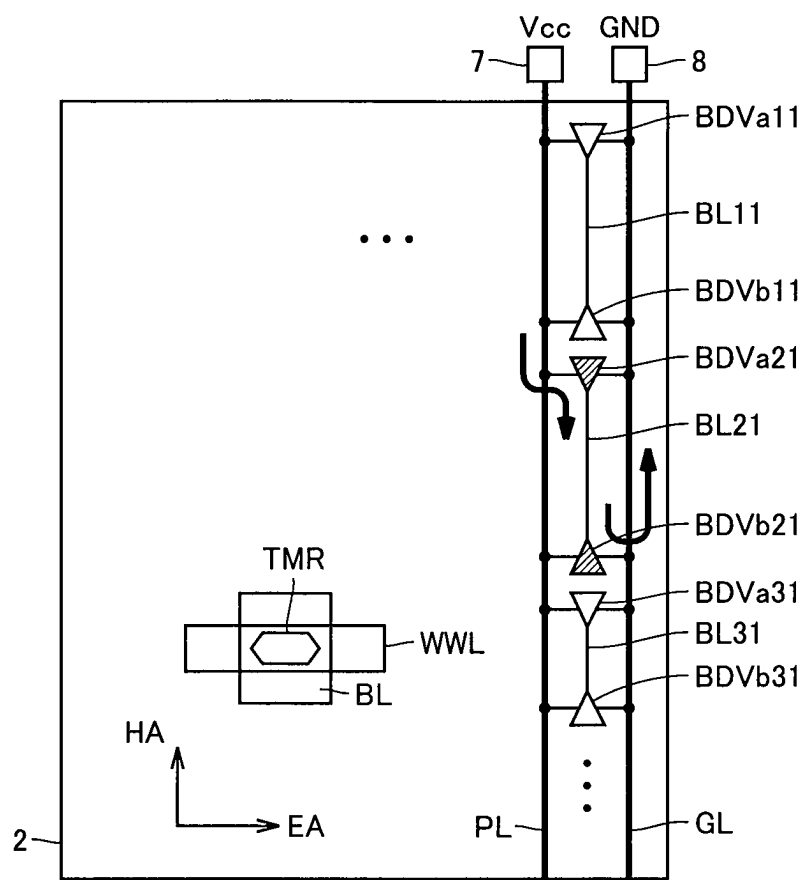 Vcc GND
7 8
BDVa11
BL11
BDVb11
BDVa21
BL21
BDVb21
TMR
BDVa31
WWL
BL31
BL
BDVb31
HA
EA
2
PL
GL